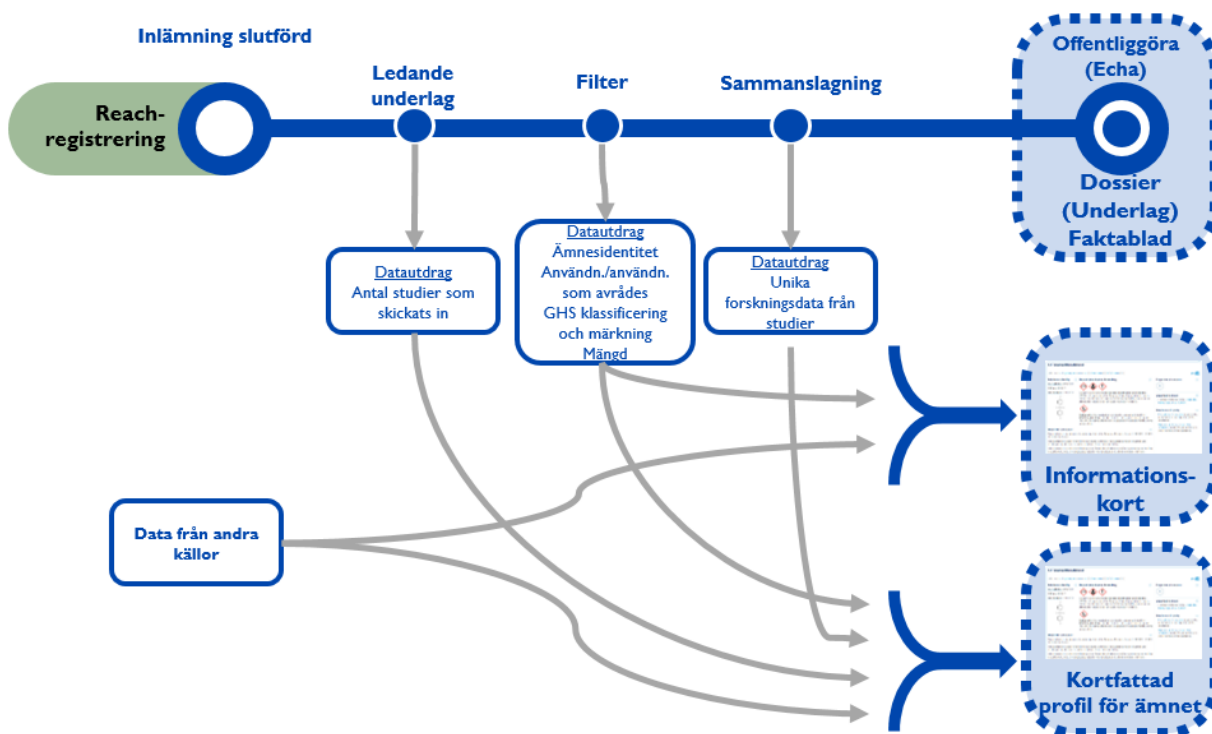 Inlämning slutförd
Reach-
registrering
Ledande
underlag
Filter
Sammanslagning
Offentliggöra
(Echa)
Dossier
(Underlag)
Faktablad
Datautdrag
Antal studier som
skickats in
Datautdrag
Ämnesidentitet
Användn./användn.
som avrådes
GHS klassificering
och märkning
Mängd
Datautdrag
Unika
forskningsdata från
studier
Informations-
kort
Data från andra
källor
Kortfattad
profil för ämnet